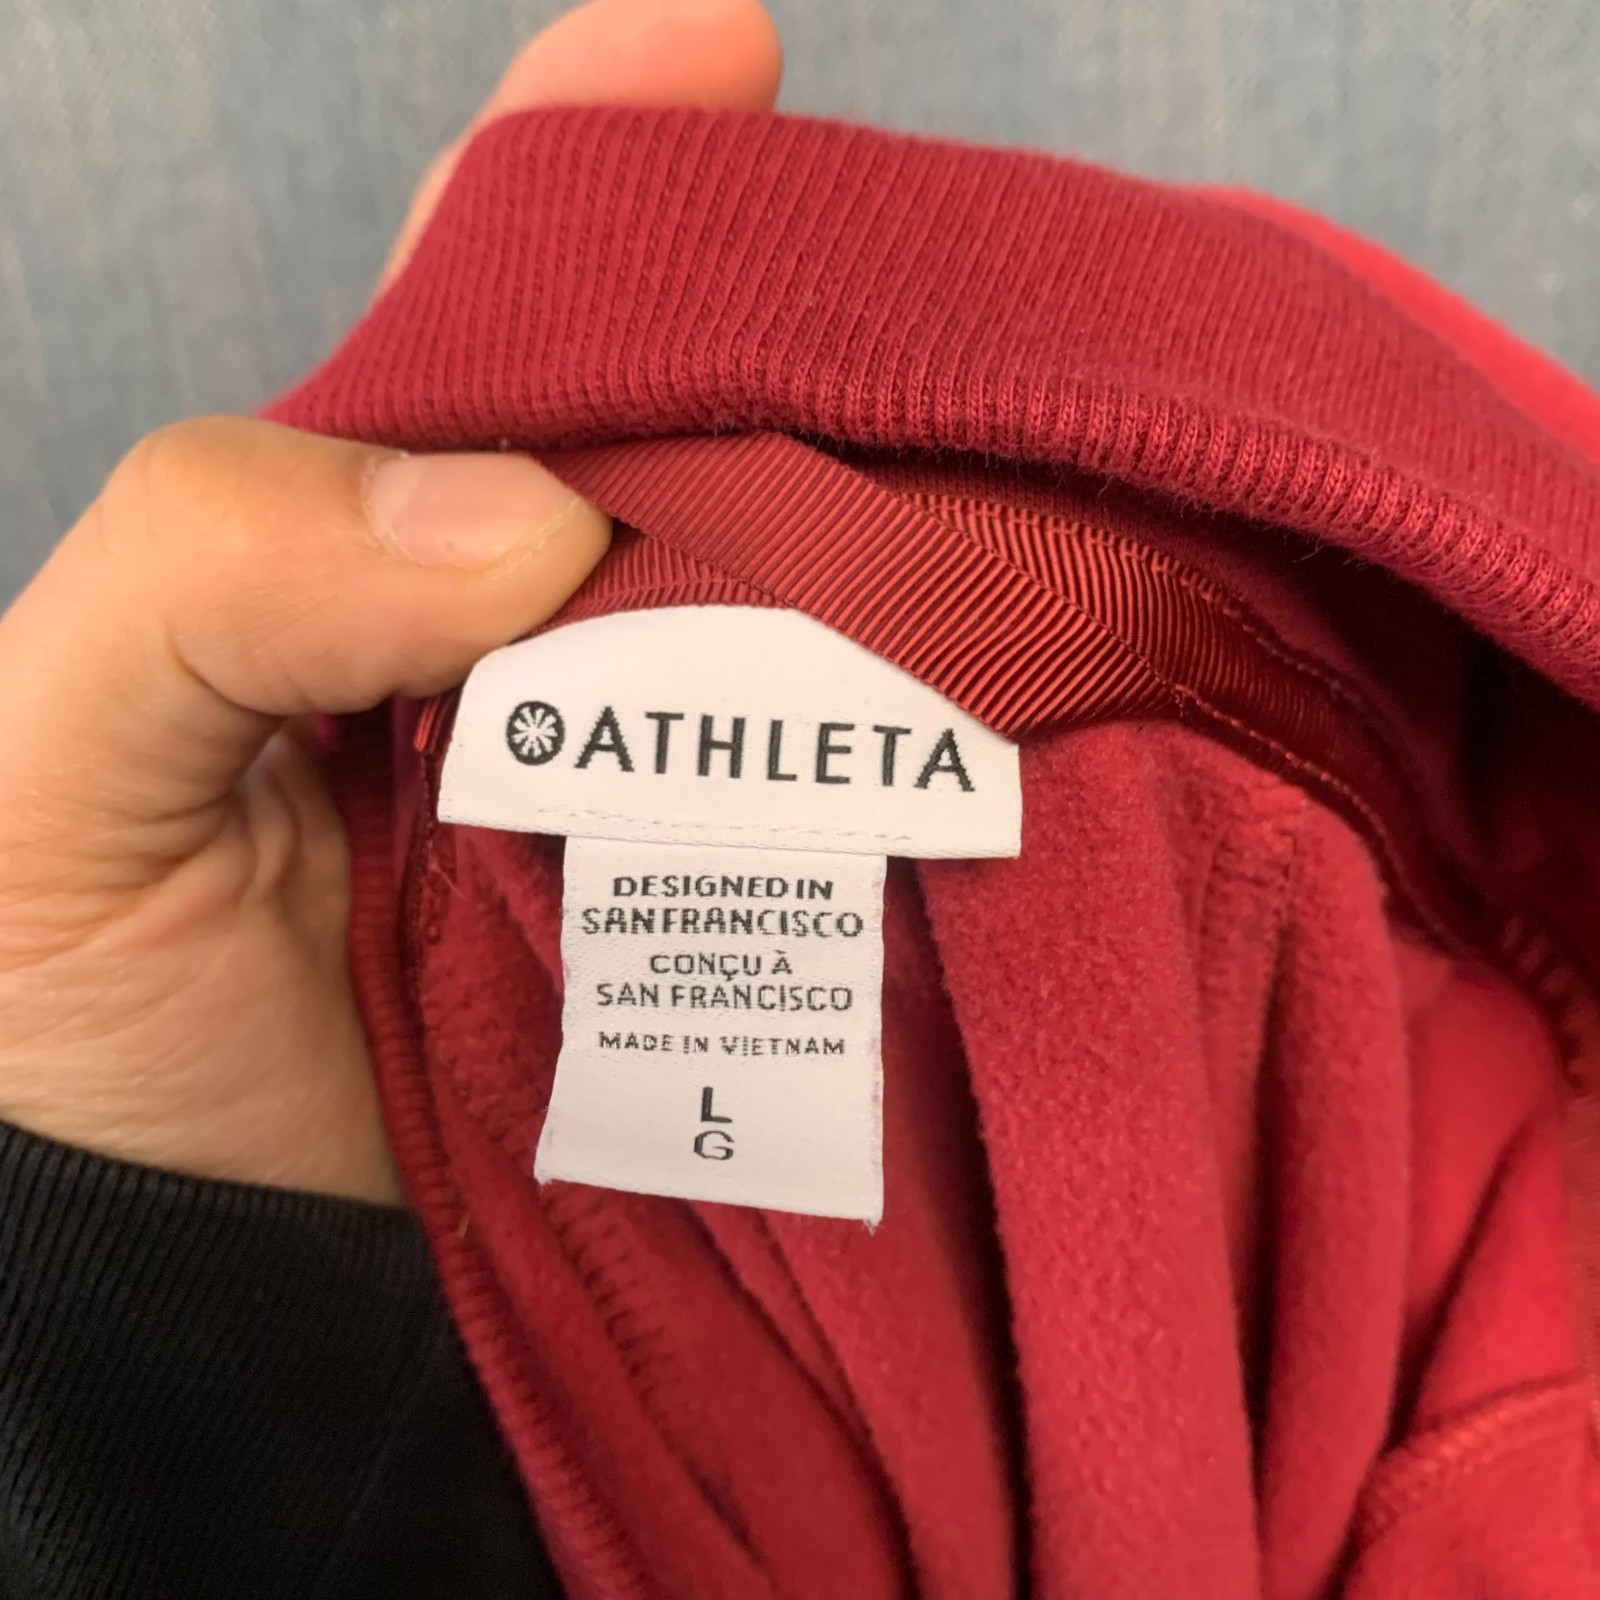 ATHLETA
DESIGNED IN
SAN FRANCISCO
CONÇU À
SAN FRANCISCO
MADE IN VIETNAM
L
G